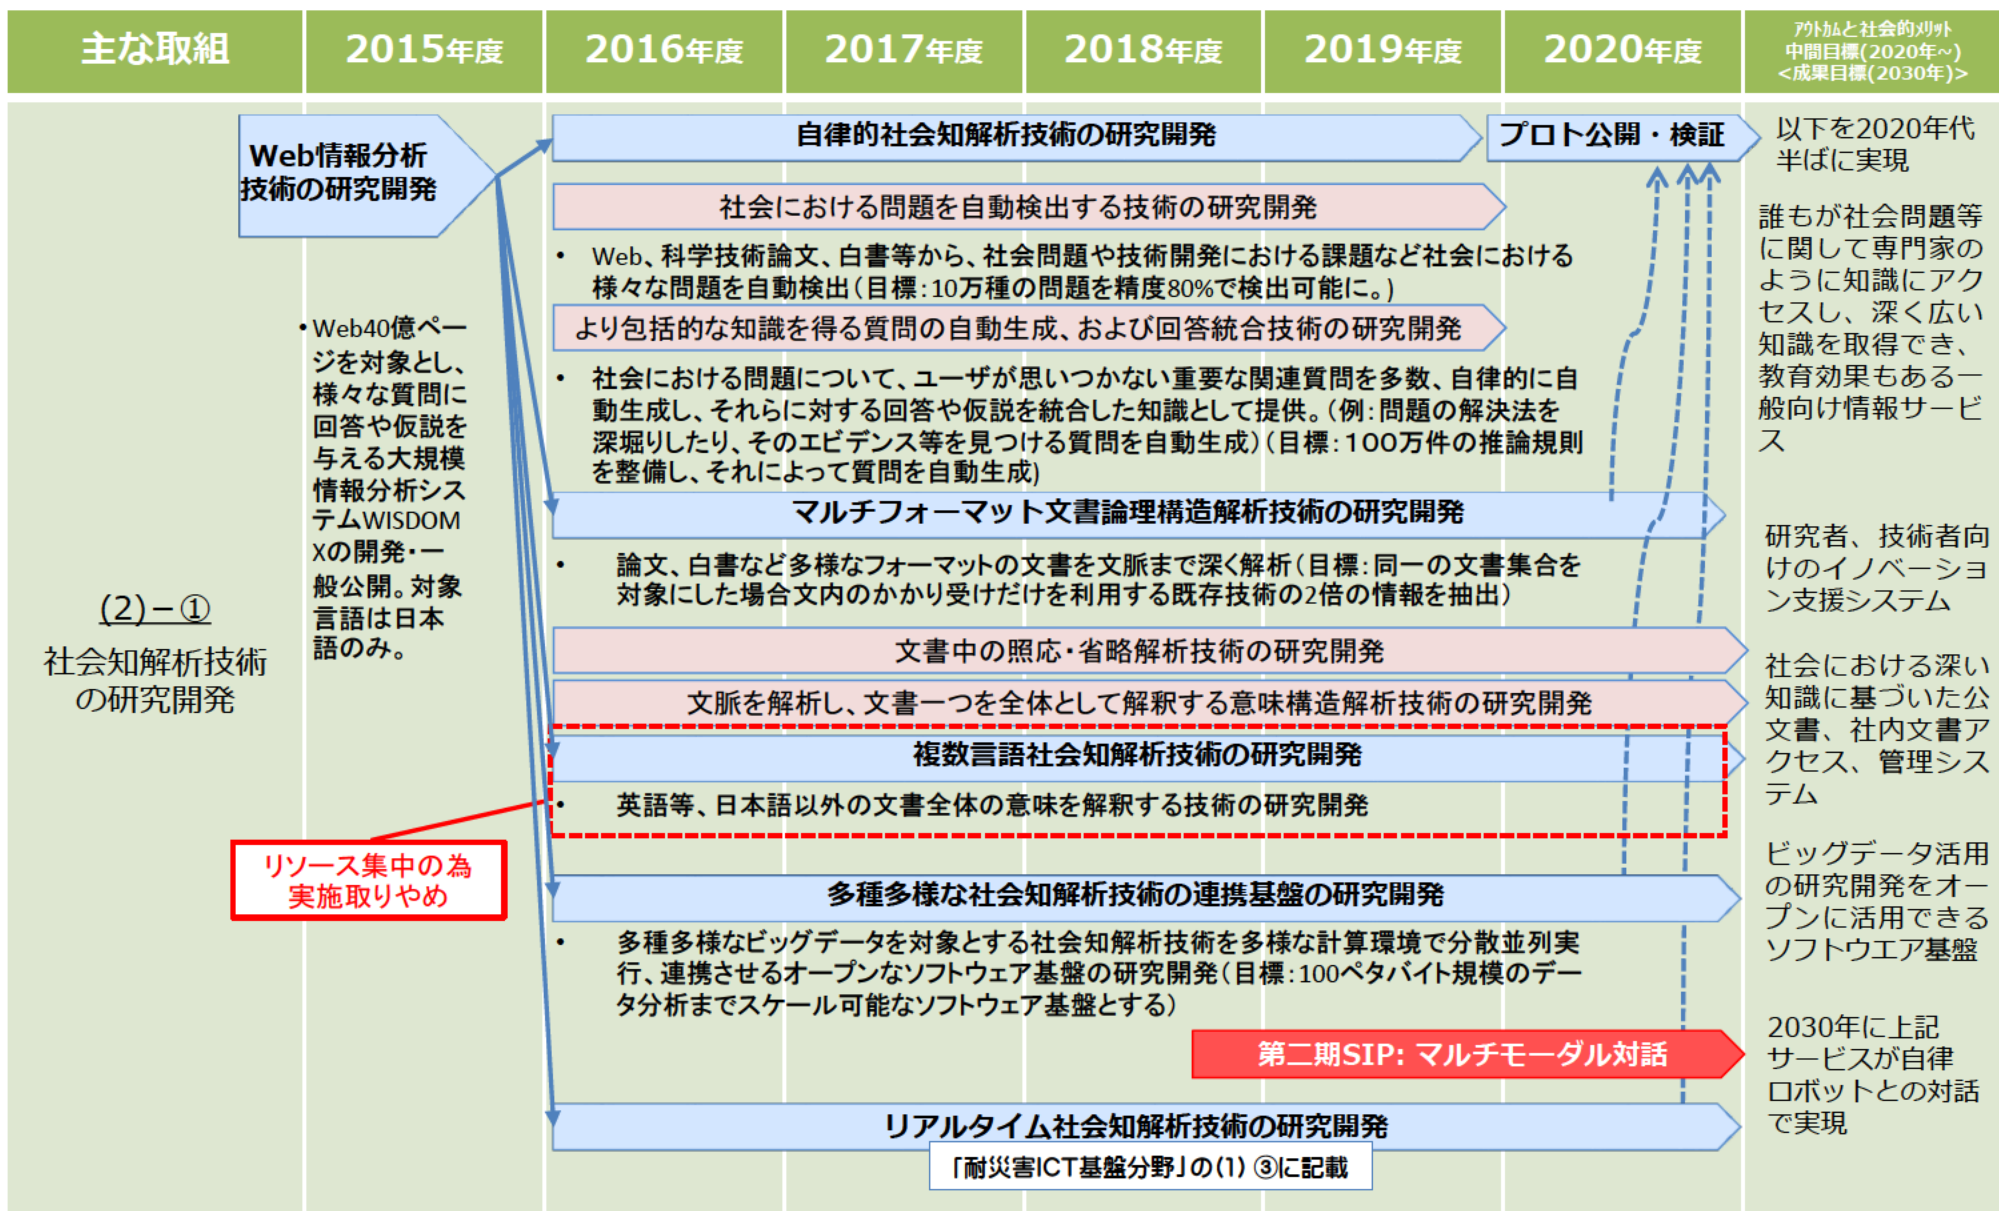 主な取組
2015年度
2016年度
2017年度
2018年度
2019年度
2020年度
ｱｳﾄｶﾑと社会的ﾒﾘｯﾄ
中間目標(2020年~)
<成果目標(2030年)>
(2)－①
社会知解析技術
の研究開発
Web情報分析
技術の研究開発
•Web40億ペー
ジを対象とし、
様々な質問に
回答や仮説を
与える大規模
情報分析シス
テムWISDOM
Xの開発・一
般公開。対象
言語は日本
語のみ。
リソース集中の為
実施取りやめ
自律的社会知解析技術の研究開発
プロト公開・検証
社会における問題を自動検出する技術の研究開発
• Web、科学技術論文、白書等から、社会問題や技術開発における課題など社会における
様々な問題を自動検出（目標：10万種の問題を精度80%で検出可能に。)
より包括的な知識を得る質問の自動生成、および回答統合技術の研究開発
• 社会における問題について、ユーザが思いつかない重要な関連質問を多数、自律的に自
動生成し、それらに対する回答や仮説を統合した知識として提供。（例：問題の解決法を
深堀りしたり、そのエビデンス等を見つける質問を自動生成）（目標：１００万件の推論規則
を整備し、それによって質問を自動生成)
マルチフォーマット文書論理構造解析技術の研究開発
• 論文、白書など多様なフォーマットの文書を文脈まで深く解析（目標：同一の文書集合を
対象にした場合文内のかかり受けだけを利用する既存技術の2倍の情報を抽出）
文書中の照応・省略解析技術の研究開発
文脈を解析し、文書一つを全体として解釈する意味構造解析技術の研究開発
複数言語社会知解析技術の研究開発
• 英語等、日本語以外の文書全体の意味を解釈する技術の研究開発
多種多様な社会知解析技術の連携基盤の研究開発
• 多種多様なビッグデータを対象とする社会知解析技術を多様な計算環境で分散並列実
行、連携させるオープンなソフトウェア基盤の研究開発（目標：100ペタバイト規模のデー
タ分析までスケール可能なソフトウェア基盤とする）
第二期SIP: マルチモーダル対話
リアルタイム社会知解析技術の研究開発
「耐災害ICT基盤分野」の(1) ③に記載
以下を2020年代
半ばに実現
誰もが社会問題等
に関して専門家の
ように知識にアク
セスし、深く広い
知識を取得でき、
教育効果もある一
般向け情報サービ
ス
研究者、技術者向
けのイノベーショ
ン支援システム
社会における深い
知識に基づいた公
文書、社内文書ア
クセス、管理シス
テム
ビッグデータ活用
の研究開発をオー
プンに活用できる
ソフトウエア基盤
2030年に上記
サービスが自律
ロボットとの対話
で実現